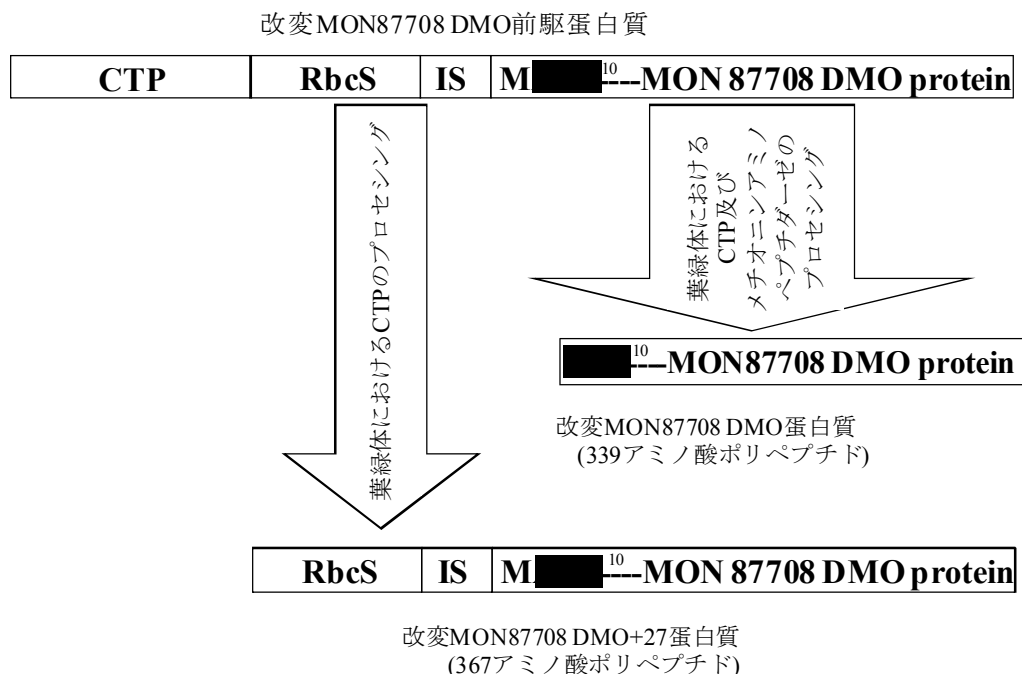 改変MON87708 DMO前駆蛋白質
CTP RbcS IS M 10 ----MON 87708 DMO protein
葉緑体におけるCTPのプロセシング
葉緑体における
CTP及び
メチオニンアミノ
ペプチダーゼの
プロセシング
10 ---MON87708 DMO protein
改変MON87708 DMO蛋白質
(339アミノ酸ポリペプチド)
RbcS IS M 10 ----MON 87708 DMO protein
改変MON87708 DMO+27蛋白質
(367アミノ酸ポリペプチド)